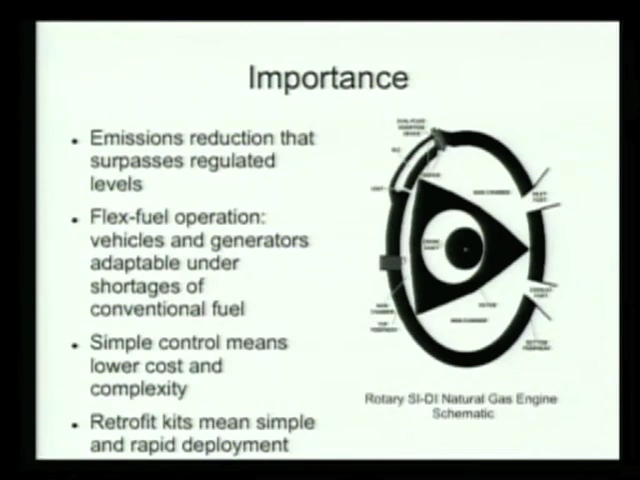 Importance
• Emissions reduction that
surpasses regulated
levels
• Flex-fuel operation:
vehicles and generators
adaptable under
shortages of
conventional fuel
• Simple control means
lower cost and
complexity
• Retrofit kits mean simple
and rapid deployment
Rotary SI-DI Natural Gas Engine
Schematic